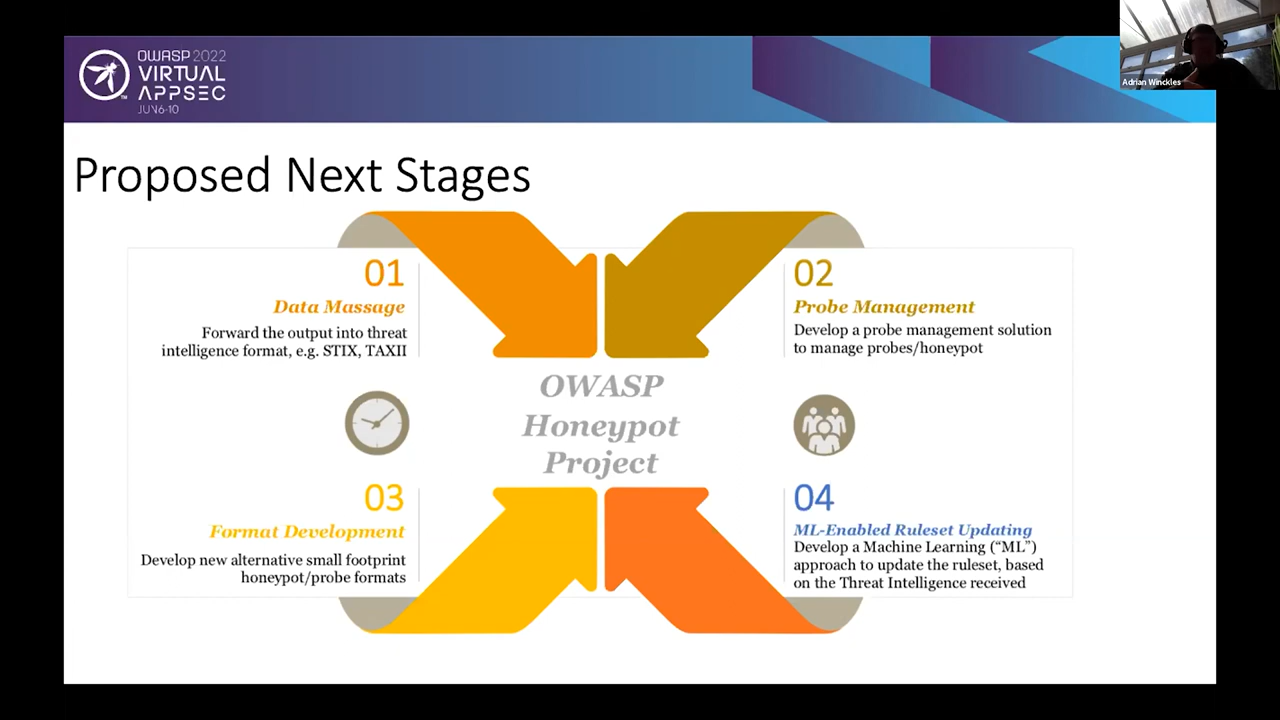 OWASP 2022
VIRTUAL
APPSEC
JUN 6-10
TM
Adrian Winckles
Proposed Next Stages
01
Data Massage
Forward the output into threat
intelligence format, e.g. STIX, TAXII
02
Probe Management
Develop a probe management solution
to manage probes/honeypot
OWASP
Honeypot
Project
03
Format Development
Develop new alternative small footprint
honeypot/probe formats
04
ML-Enabled Ruleset Updating
Develop a Machine Learning (“ML”)
approach to update the ruleset, based
on the Threat Intelligence received